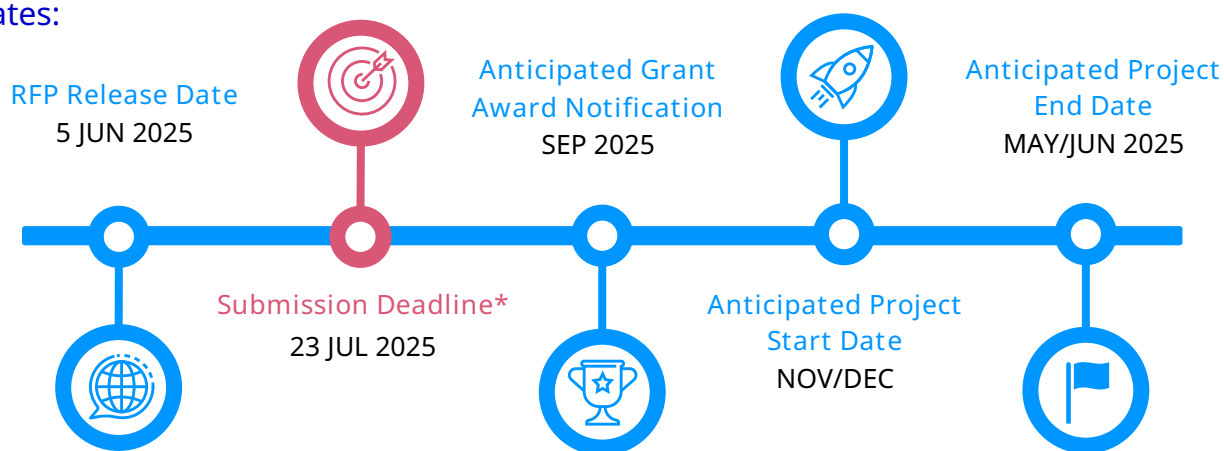 RFP Release Date
5 JUN 2025
Submission Deadline*
23 JUL 2025
Anticipated Grant
Award Notification
SEP 2025
Anticipated Project
Start Date
NOV/DEC
Anticipated Project
End Date
MAY/JUN 2025